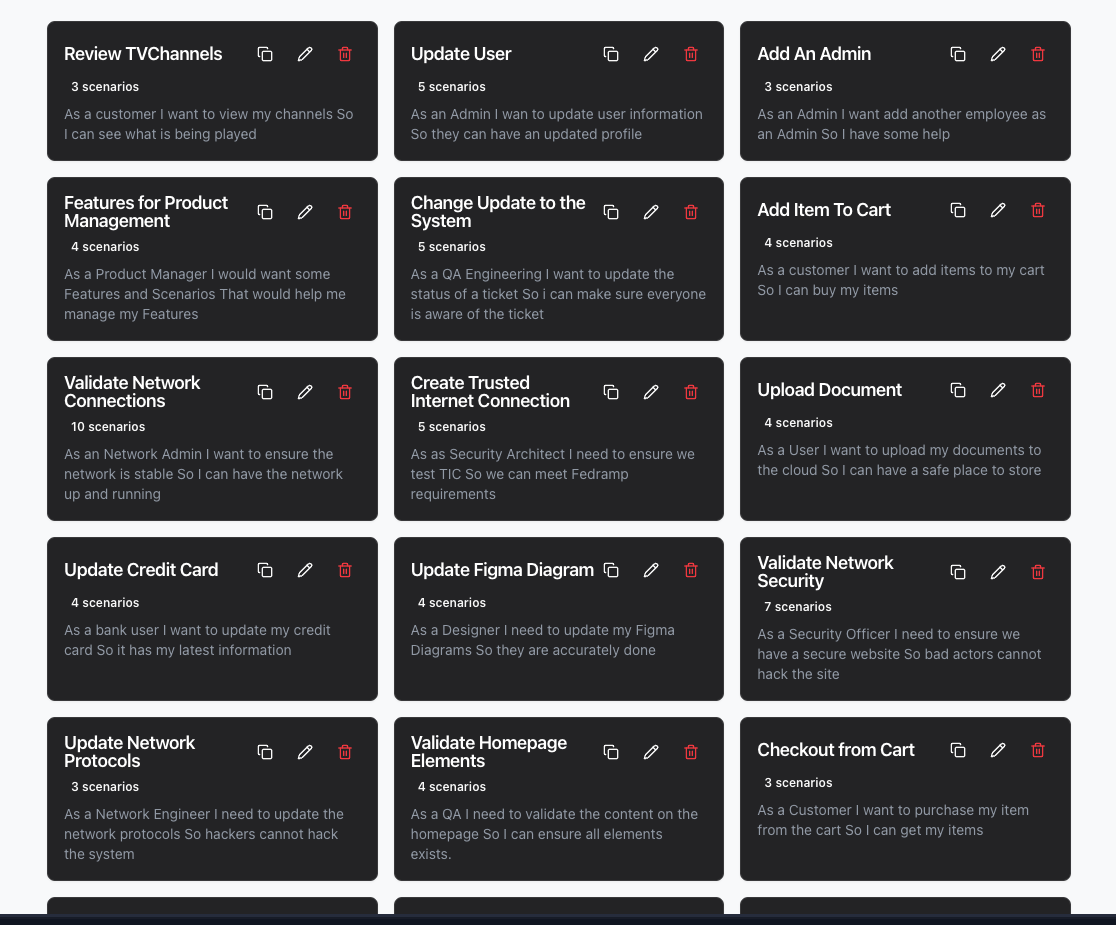 Review TVChannels
3 scenarios
As a customer I want to view my channels So
I can see what is being played
Update User
5 scenarios
As an Admin I wan to update user information
So they can have an updated profile
Add An Admin
3 scenarios
As an Admin I want add another employee as
an Admin So I have some help
Features for Product
Management
4 scenarios
As a Product Manager I would want some
Features and Scenarios That would help me
manage my Features
Change Update to the
System
5 scenarios
As a QA Engineering I want to update the
status of a ticket So i can make sure everyone
is aware of the ticket
Add Item To Cart
4 scenarios
As a customer I want to add items to my cart
So I can buy my items
Validate Network
Connections
10 scenarios
As an Network Admin I want to ensure the
network is stable So I can have the network
up and running
Create Trusted
Internet Connection
5 scenarios
As as Security Architect I need to ensure we
test TIC So we can meet Fedramp
requirements
Upload Document
4 scenarios
As a User I want to upload my documents to
the cloud So I can have a safe place to store
Update Credit Card
4 scenarios
As a bank user I want to update my credit
card So it has my latest information
Update Figma Diagram
4 scenarios
As a Designer I need to update my Figma
Diagrams So they are accurately done
Validate Network
Security
7 scenarios
As a Security Officer I need to ensure we
have a secure website So bad actors cannot
hack the site
Update Network
Protocols
3 scenarios
As a Network Engineer I need to update the
network protocols So hackers cannot hack
the system
Validate Homepage
Elements
4 scenarios
As a QA I need to validate the content on the
homepage So I can ensure all elements
exists.
Checkout from Cart
3 scenarios
As a Customer I want to purchase my item
from the cart So I can get my items